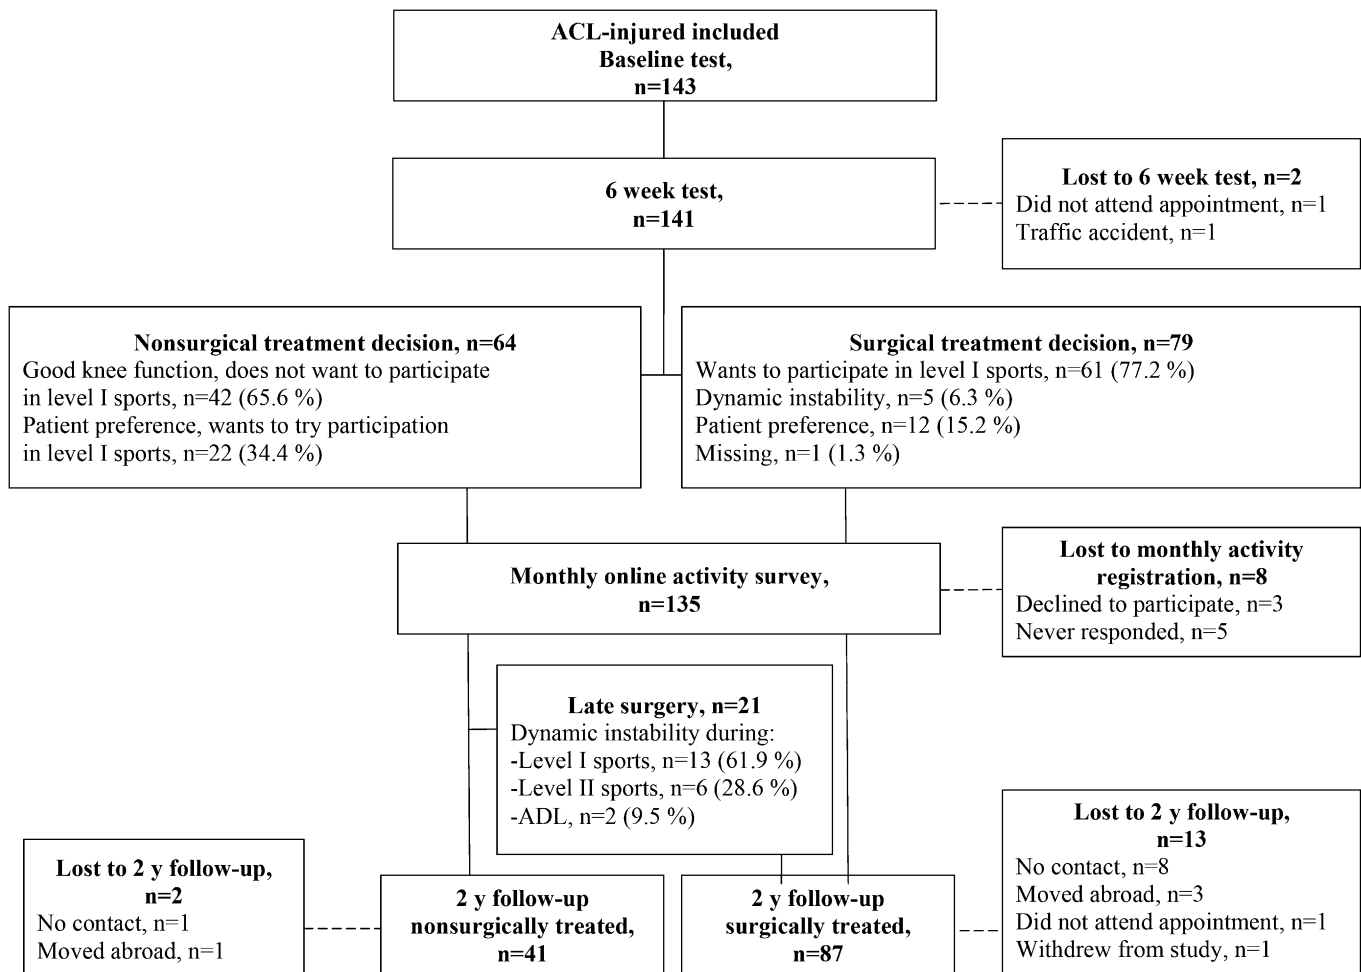 ACL-injured included
Baseline test,
n=143
6 week test,
n=141
Lost to 6 week test, n=2
Did not attend appointment, n=1
Traffic accident, n=1
Nonsurgical treatment decision, n=64
Good knee function, does not want to participate
in level I sports, n=42 (65.6 %)
Patient preference, wants to try participation
in level I sports, n=22 (34.4 %)
Surgical treatment decision, n=79
Wants to participate in level I sports, n=61 (77.2 %)
Dynamic instability, n=5 (6.3 %)
Patient preference, n=12 (15.2 %)
Missing, n=1 (1.3 %)
Monthly online activity survey,
n=135
Lost to monthly activity
registration, n=8
Declined to participate, n=3
Never responded, n=5
Late surgery, n=21
Dynamic instability during:
-Level I sports, n=13 (61.9 %)
-Level II sports, n=6 (28.6 %)
-ADL, n=2 (9.5 %)
Lost to 2 y follow-up,
n=2
No contact, n=1
Moved abroad, n=1
2 y follow-up
nonsurgically treated,
n=41
2 y follow-up
surgically treated,
n=87
Lost to 2 y follow-up,
n=13
No contact, n=8
Moved abroad, n=3
Did not attend appointment, n=1
Withdrew from study, n=1